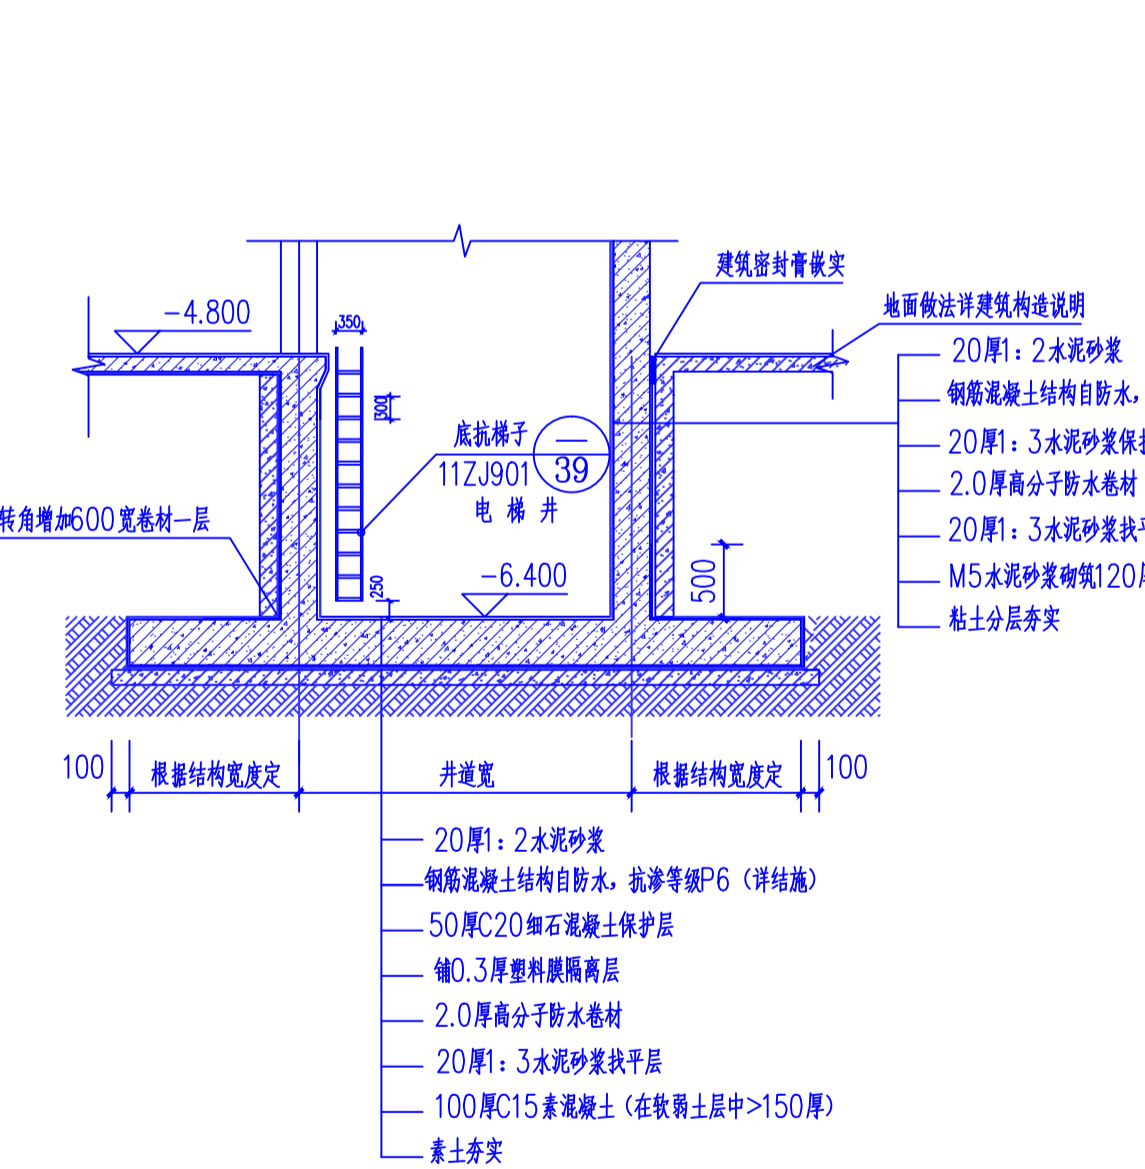 建筑密封膏嵌实
-4.800
350
地面做法详建筑构造说明
20厚1：2水泥砂浆
钢筋混凝土结构自防水，
20厚1：3水泥砂浆保护
2.0厚高分子防水卷材
20厚1：3水泥砂浆找平
M5水泥砂浆砌筑120厚
粘土分层夯实
300
底抗梯子
11ZJ901
—
39
电梯井
转角增加600宽卷材一层
-6.400
250
500
100
根据结构宽度定
井道宽
根据结构宽度定
100
20厚1：2水泥砂浆
钢筋混凝土结构自防水，抗渗等级P6（详结施）
50厚C20细石混凝土保护层
铺0.3厚塑料膜隔离层
2.0厚高分子防水卷材
20厚1：3水泥砂浆找平层
100厚C15素混凝土（在软弱土层中>150厚）
素土夯实